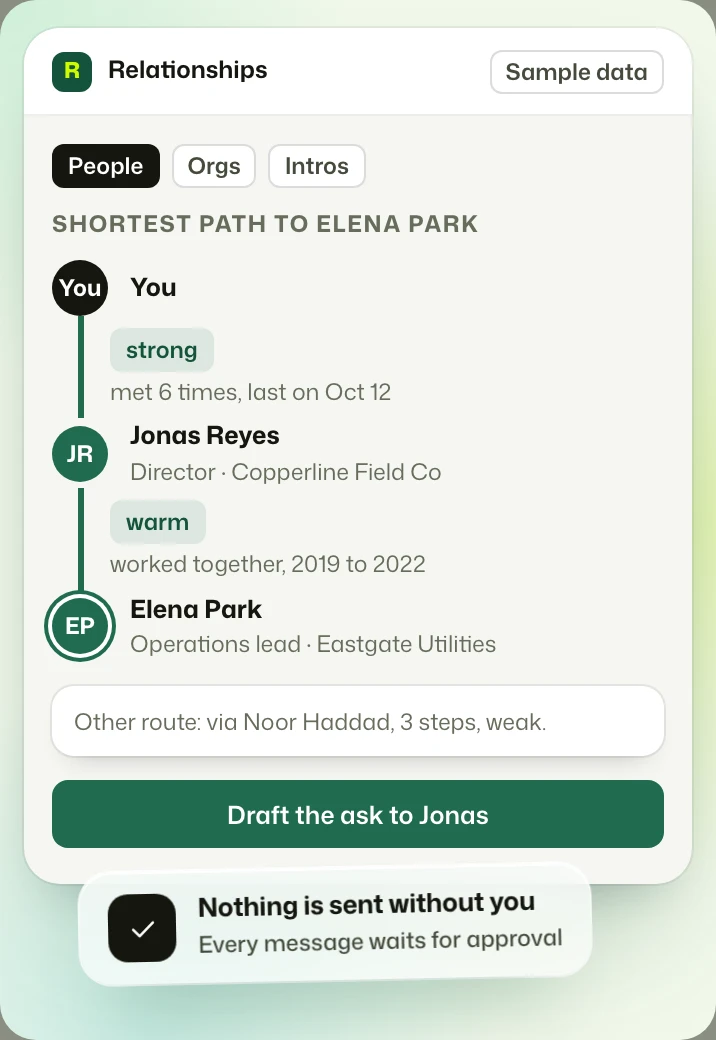 R
Relationships
Sample data
People
Orgs
Intros
SHORTEST PATH TO ELENA PARK
You
You
strong
met 6 times, last on Oct 12
JR
Jonas Reyes
Director · Copperline Field Co
warm
worked together, 2019 to 2022
EP
Elena Park
Operations lead · Eastgate Utilities
Other route: via Noor Haddad, 3 steps, weak.
Draft the ask to Jonas
Nothing is sent without you
Every message waits for approval